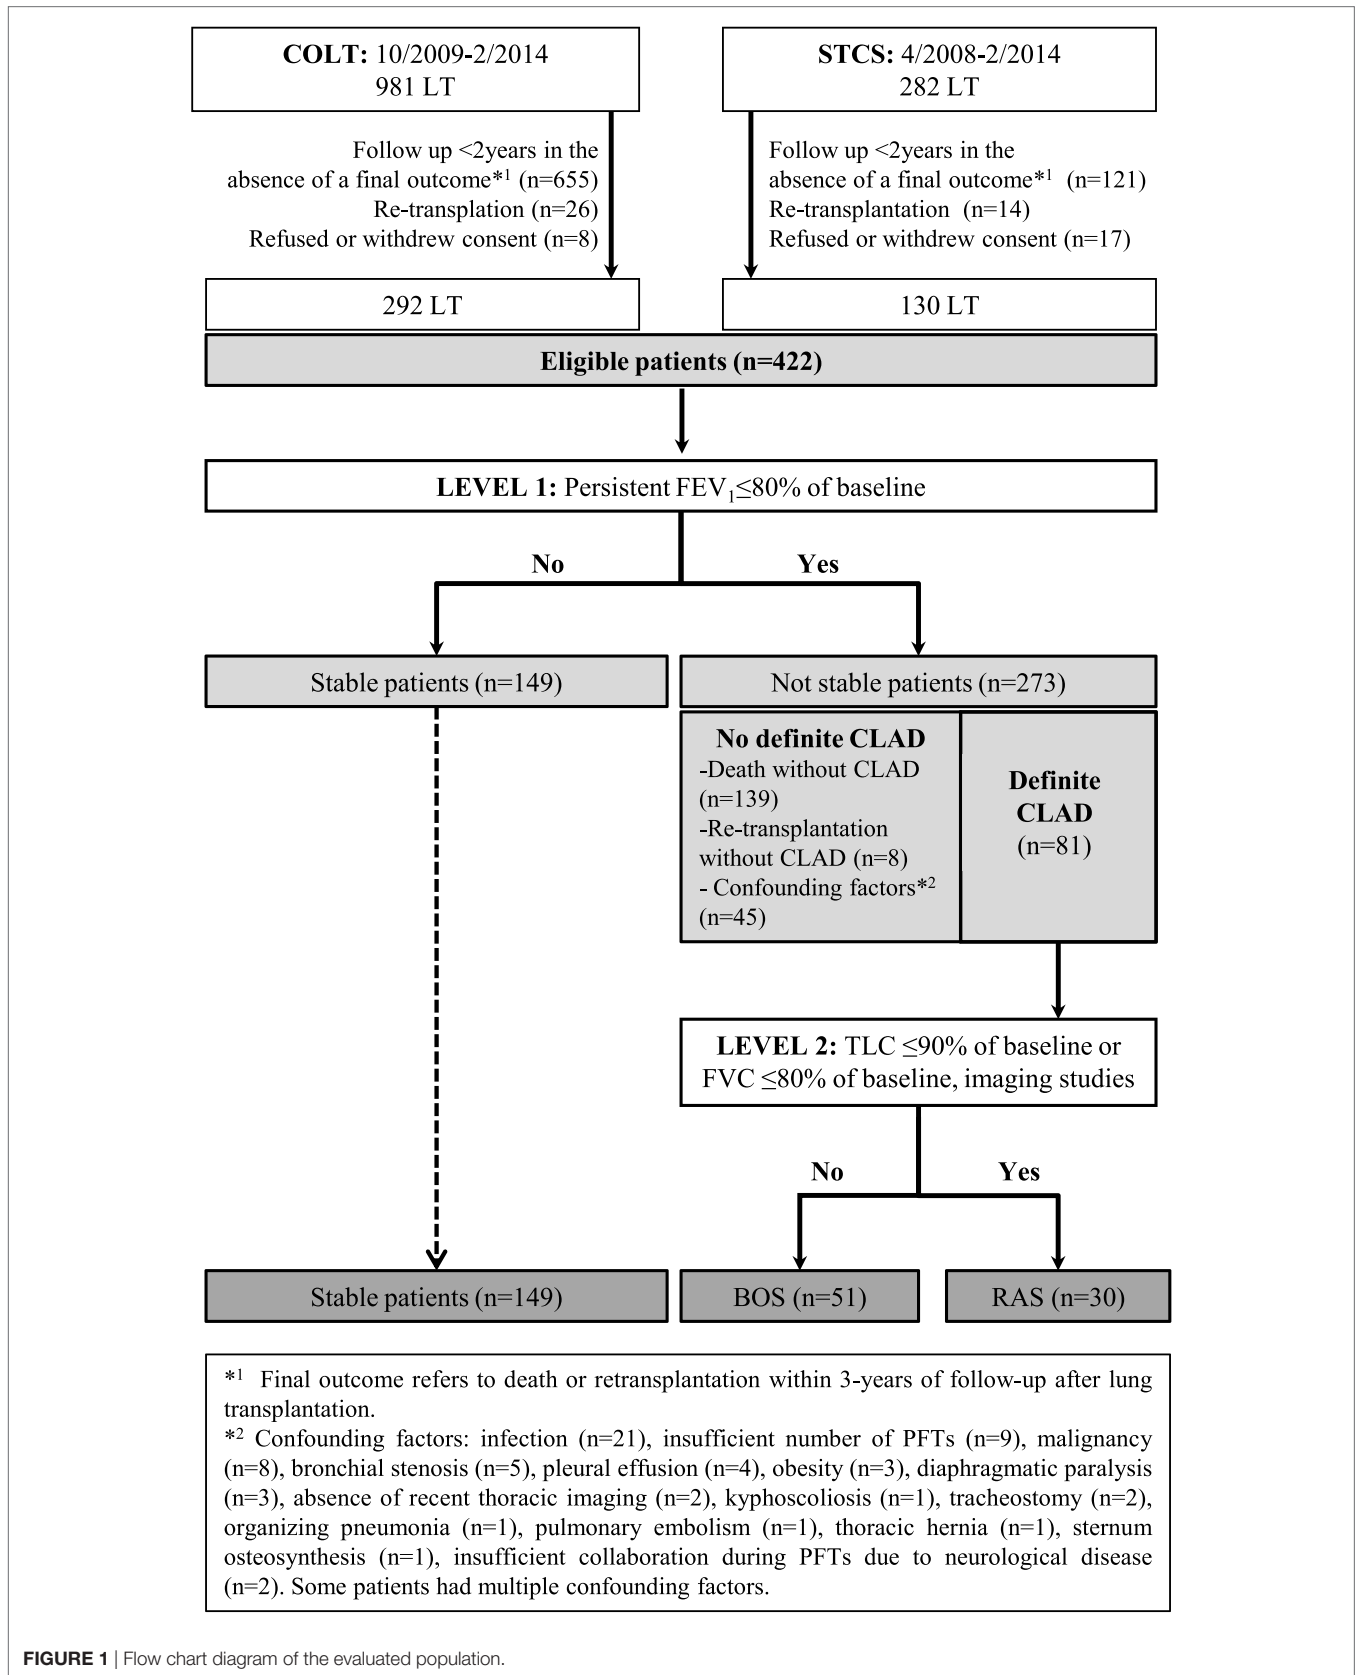 COLT: 10/2009-2/2014
981 LT
STCS: 4/2008-2/2014
282 LT
Follow up <2years in the
absence of a final outcome*1 (n=655)
Re-transplation (n=26)
Refused or withdrew consent (n=8)
Follow up <2years in the
absence of a final outcome*1 (n=121)
Re-transplantation (n=14)
Refused or withdrew consent (n=17)
292 LT
130 LT
Eligible patients (n=422)
LEVEL 1: Persistent FEV1≤80% of baseline
No
Yes
Stable patients (n=149)
Not stable patients (n=273)
No definite CLAD
-Death without CLAD
(n=139)
-Re-transplantation
without CLAD (n=8)
- Confounding factors*2
(n=45)
Definite
CLAD
(n=81)
LEVEL 2: TLC ≤90% of baseline or
FVC ≤80% of baseline, imaging studies
No
Yes
Stable patients (n=149)
BOS (n=51)
RAS (n=30)
*1 Final outcome refers to death or retransplantation within 3-years of follow-up after lung
transplantation.
*2 Confounding factors: infection (n=21), insufficient number of PFTs (n=9), malignancy
(n=8), bronchial stenosis (n=5), pleural effusion (n=4), obesity (n=3), diaphragmatic paralysis
(n=3), absence of recent thoracic imaging (n=2), kyphoscoliosis (n=1), tracheostomy (n=2),
organizing pneumonia (n=1), pulmonary embolism (n=1), thoracic hernia (n=1), sternum
osteosynthesis (n=1), insufficient collaboration during PFTs due to neurological disease
(n=2). Some patients had multiple confounding factors.
FIGURE 1 | Flow chart diagram of the evaluated population.